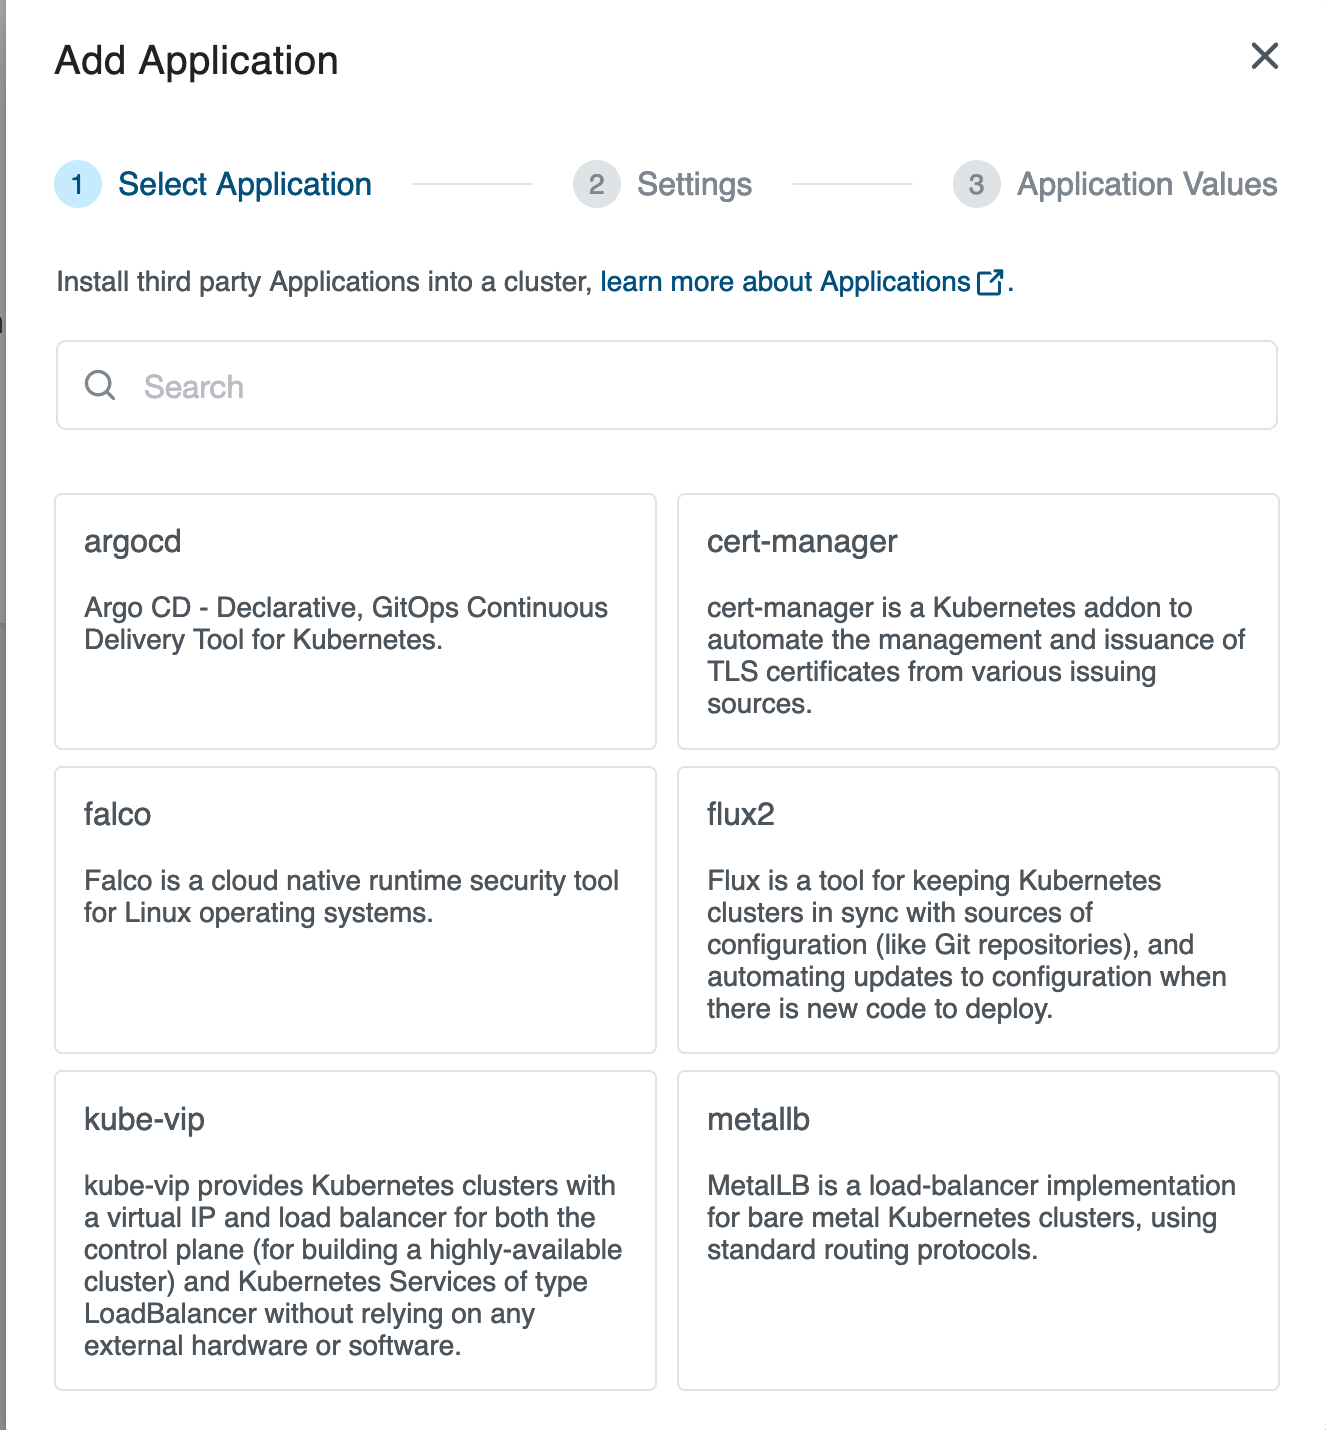 Add Application
1 Select Application
2 Settings
3 Application Values
Install third party Applications into a cluster, learn more about Applications.
Search
argocd
Argo CD - Declarative, GitOps Continuous
Delivery Tool for Kubernetes.
cert-manager
cert-manager is a Kubernetes addon to
automate the management and issuance of
TLS certificates from various issuing
sources.
falco
Falco is a cloud native runtime security tool
for Linux operating systems.
flux2
Flux is a tool for keeping Kubernetes
clusters in sync with sources of
configuration (like Git repositories), and
automating updates to configuration when
there is new code to deploy.
kube-vip
kube-vip provides Kubernetes clusters with
a virtual IP and load balancer for both the
control plane (for building a highly-available
cluster) and Kubernetes Services of type
LoadBalancer without relying on any
external hardware or software.
metallb
MetalLB is a load-balancer implementation
for bare metal Kubernetes clusters, using
standard routing protocols.